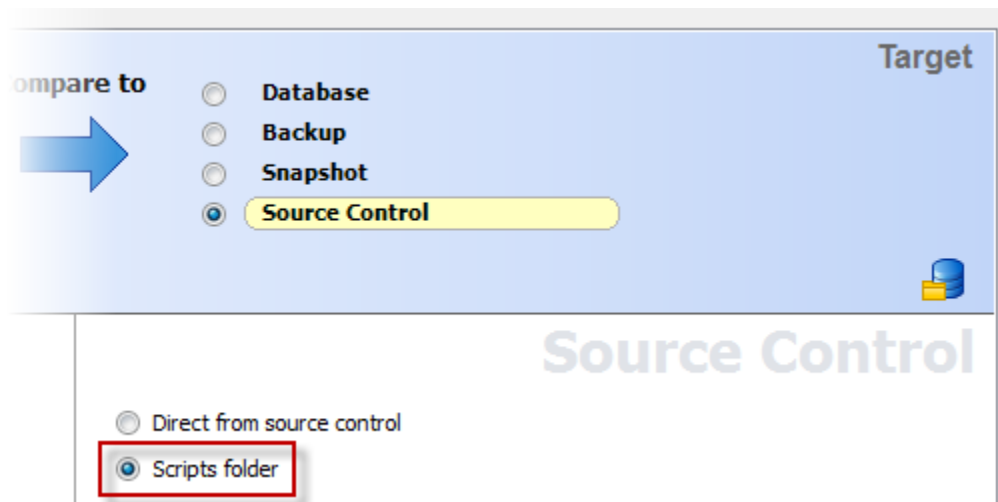 Target
ompare to
Database
Backup
Snapshot
Source Control
Source Control
Direct from source control
Scripts folder